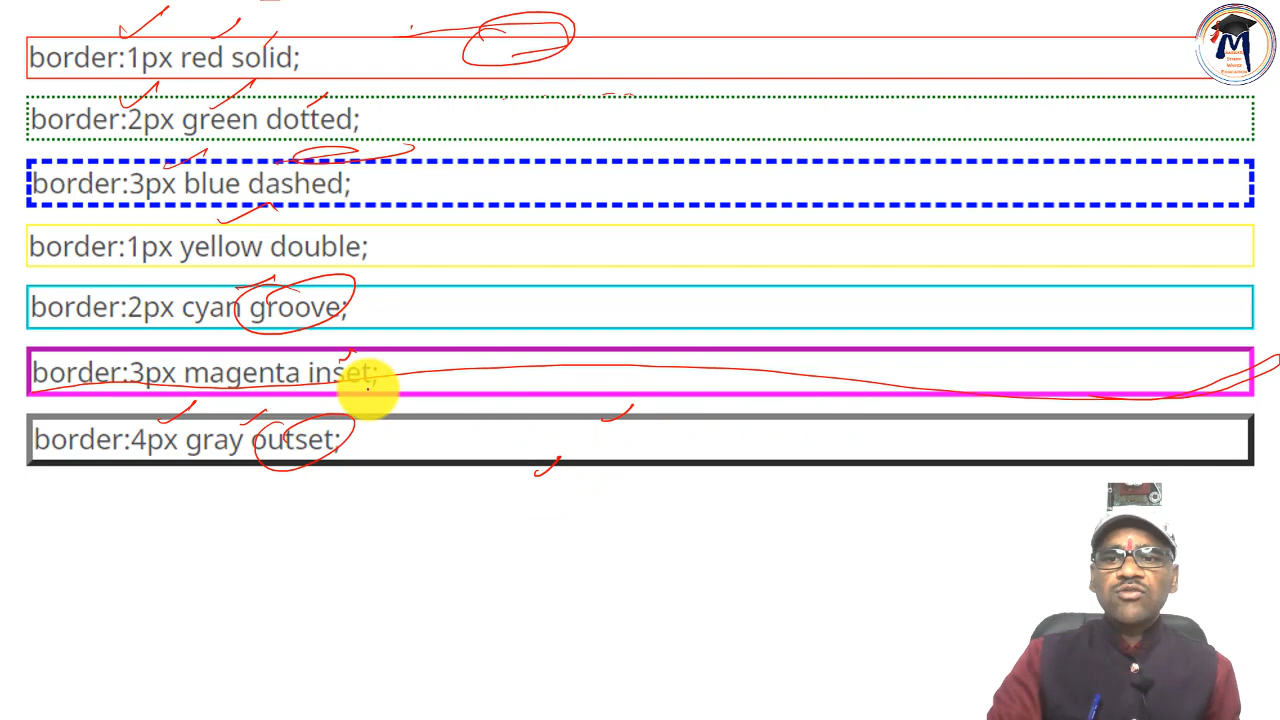 border:1px red solid;
border:2px green dotted;
border:3px blue dashed;
border:1px yellow double;
border:2px cyan groove;
border:3px magenta inset;
border:4px gray outset;